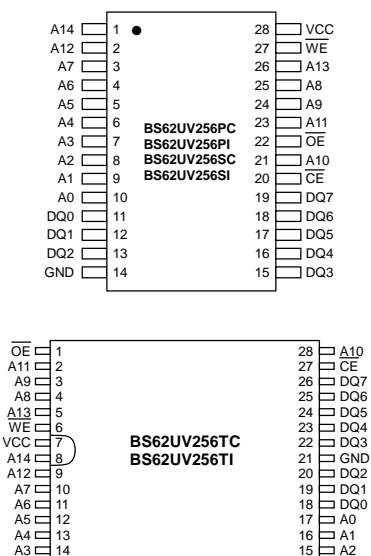 A14 1 28 VCC
A12 2 27 WE
A7 3 26 A13
A6 4 25 A8
A5 5 24 A9
A4 6 23 A11
BS62UV256PC
A3 7 22 OE
BS62UV256PI
A2 8 21 A10
BS62UV256SC
A1 9 20 CE
BS62UV256SI
A0 10 19 DQ7
DQ0 11 18 DQ6
DQ1 12 17 DQ5
DQ2 13 16 DQ4
GND 14 15 DQ3
OE 1 28 A10
A11 2 27 CE
A9 3 26 DQ7
A8 4 25 DQ6
A13 5 24 DQ5
WE 6 23 DQ4
VCC 7 BS62UV256TC 22 DQ3
A14 8 BS62UV256TI 21 GND
A12 9 20 DQ2
A7 10 19 DQ1
A6 11 18 DQ0
A5 12 17 A0
A4 13 16 A1
A3 14 15 A2